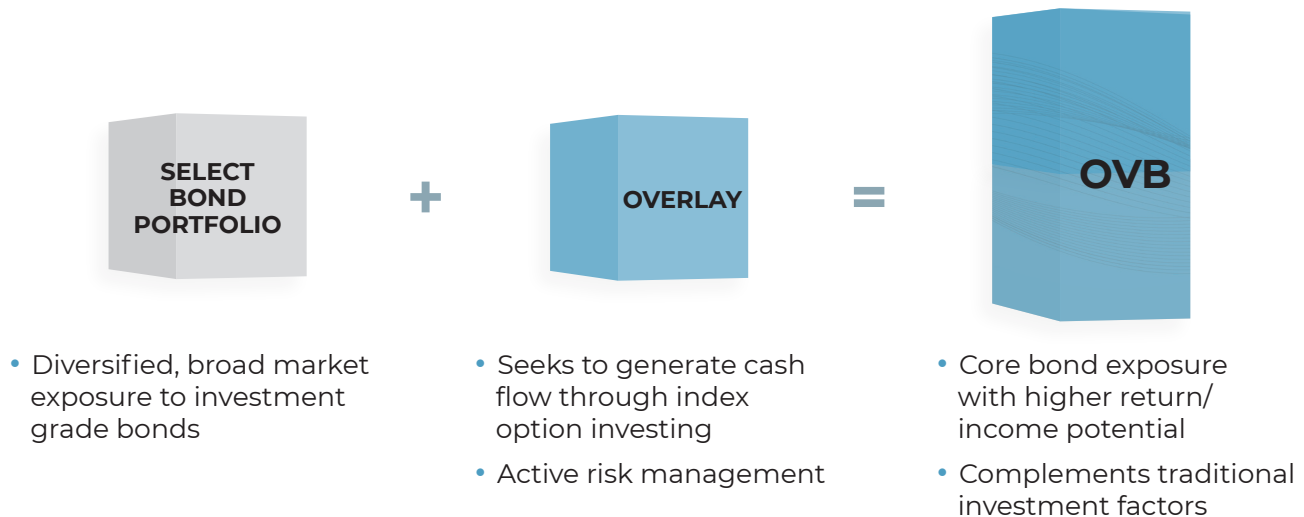 SELECT
BOND
PORTFOLIO
+
OVERLAY
=
OVB
• Diversified, broad market
exposure to investment
grade bonds
• Seeks to generate cash
flow through index
option investing
• Active risk management
• Core bond exposure
with higher return/
income potential
• Complements traditional
investment factors